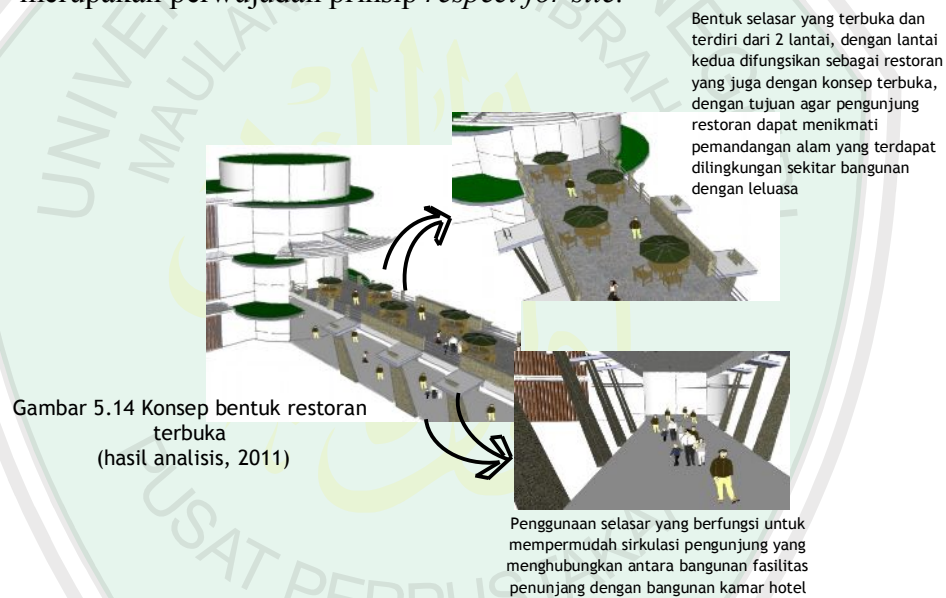 merupakan perwujudan prinsip respect for site.
Bentuk selasar yang terbuka dan
terdiri dari 2 lantai, dengan lantai
kedua difungsikan sebagai restoran
yang juga dengan konsep terbuka,
dengan tujuan agar pengunjung
restoran dapat menikmati
pemandangan alam yang terdapat
dilingkungan sekitar bangunan
dengan leluasa
Gambar 5.14 Konsep bentuk restoran
terbuka
(hasil analisis, 2011)
Penggunaan selasar yang berfungsi untuk
mempermudah sirkulasi pengunjung yang
menghubungkan antara bangunan fasilitas
penunjang dengan bangunan kamar hotel